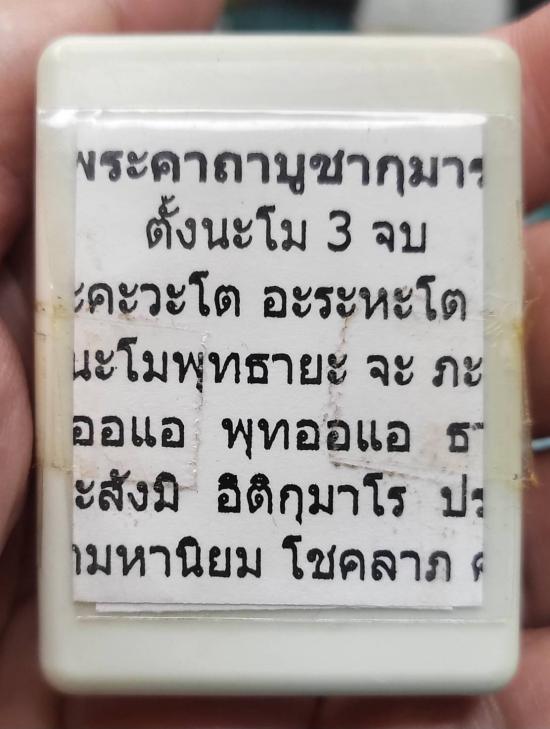 พระคาถาบูชากุมาร
ตั้งนะโม 3 จบ
ะคะวะโต อะระหะโต
นะโมพุทธายะ จะ ภะ
ออแอ พุทออแอ ธา
ะสังมิ อิติกุมาโร ปร
ามหานิยม โชคลาภ